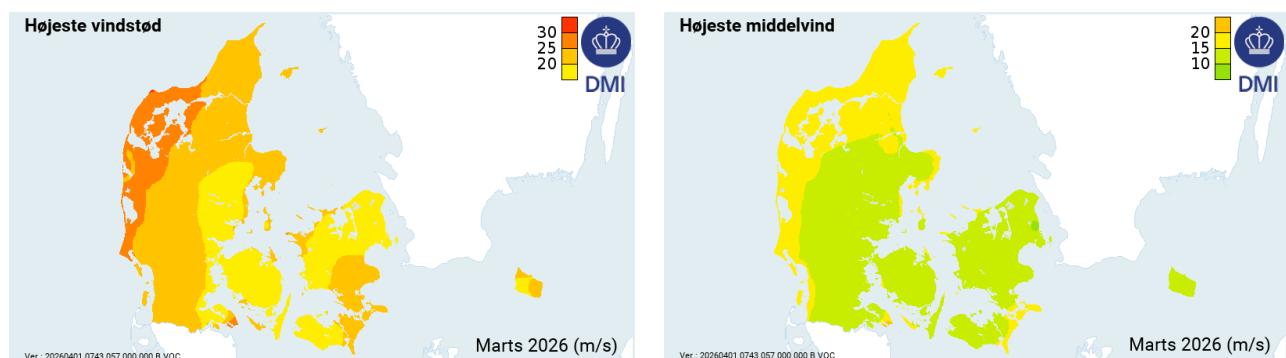 Højeste vindstød
30
25
20
DMI
Marts 2026 (m/s)
Ver.: 20260401 0743 057 000 000 B VOC
Højeste middelvind
20
15
10
DMI
Marts 2026 (m/s)
Ver.: 20260401 0743 057 000 000 B VOC